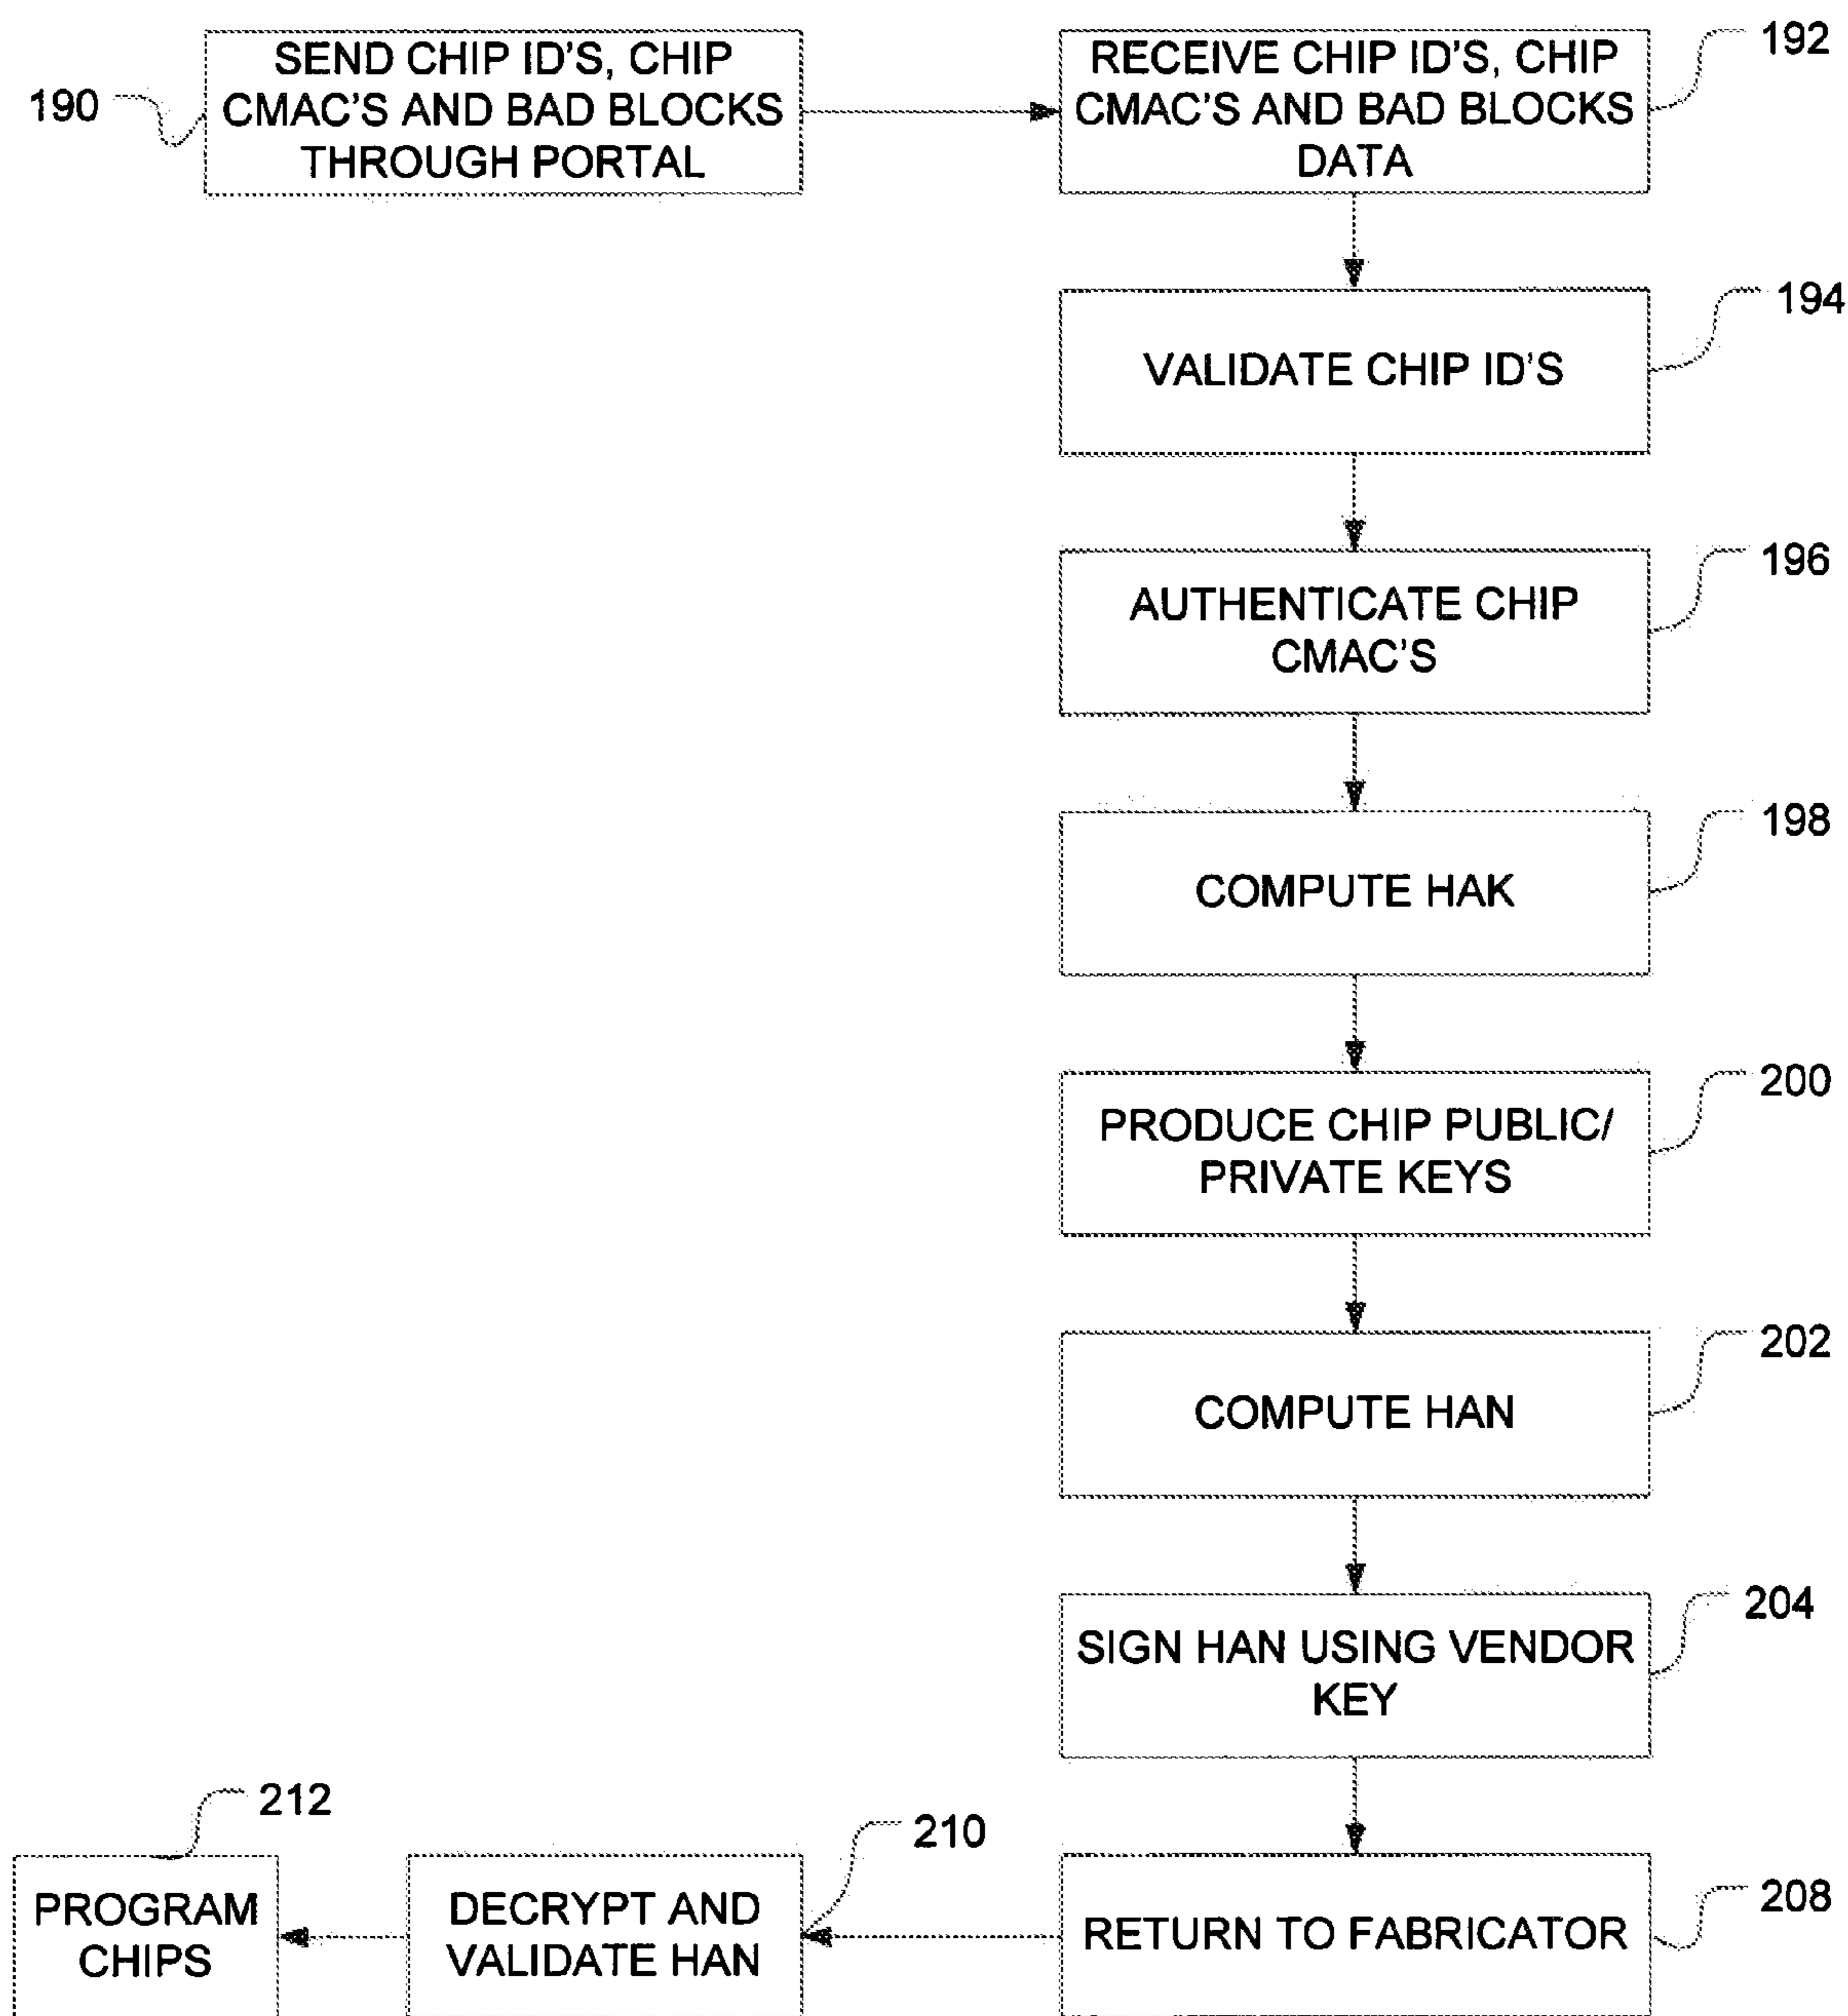 SEND CHIP ID'S, CHIP
CMAC'S AND BAD BLOCKS
THROUGH PORTAL
190
RECEIVE CHIP ID'S, CHIP
CMAC'S AND BAD BLOCKS
DATA
192
VALIDATE CHIP ID'S
194
AUTHENTICATE CHIP
CMAC'S
196
COMPUTE HAK
198
PRODUCE CHIP PUBLIC/
PRIVATE KEYS
200
COMPUTE HAN
202
SIGN HAN USING VENDOR
KEY
204
RETURN TO FABRICATOR
208
DECRYPT AND
VALIDATE HAN
210
PROGRAM
CHIPS
212